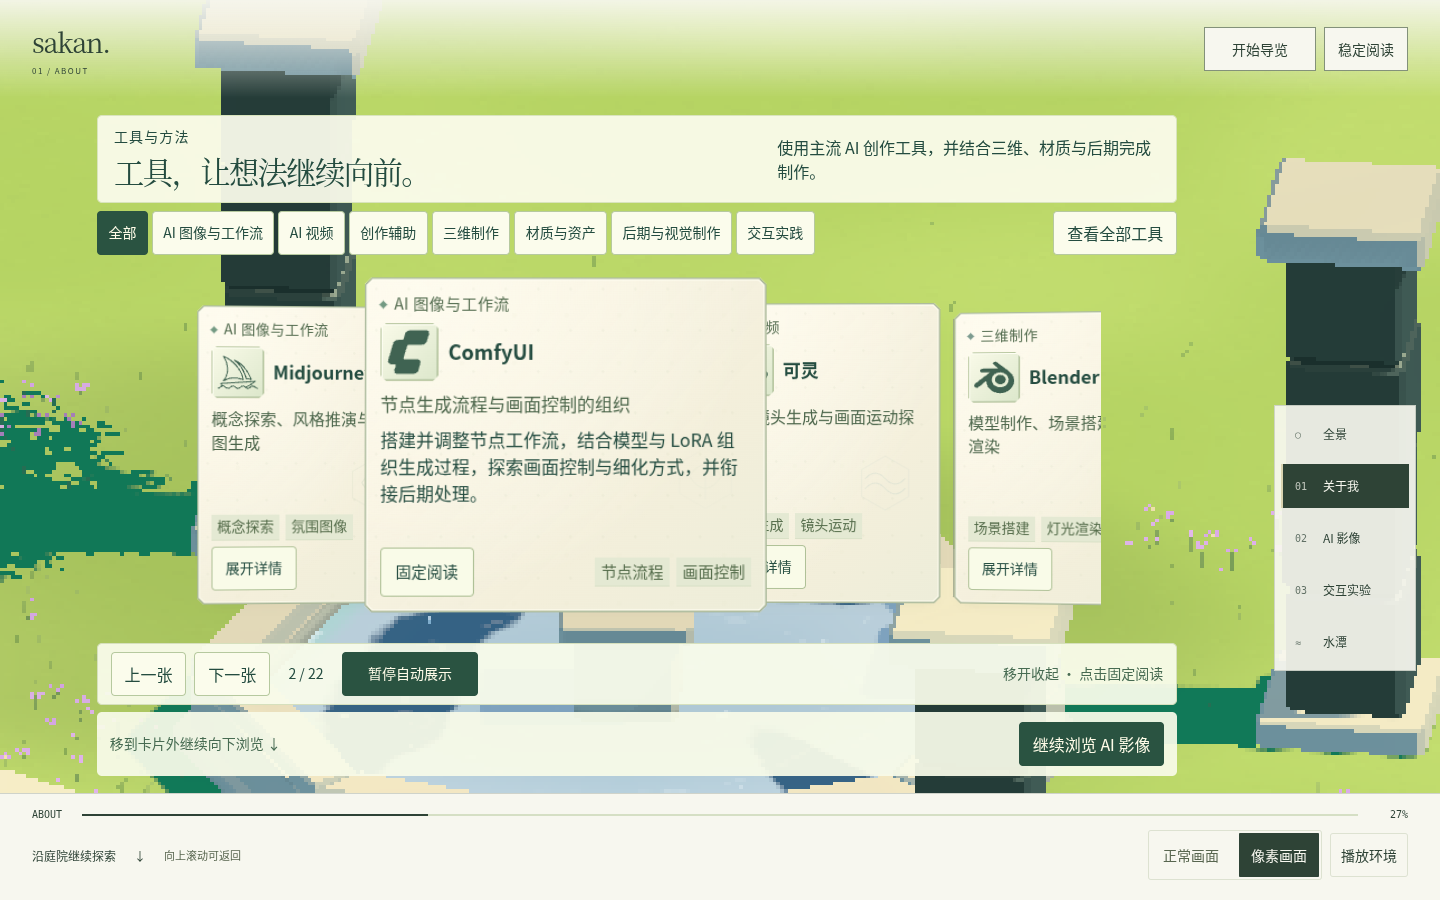 sakan.
01 / ABOUT
开始导览
稳定阅读
工具与方法
工具，让想法继续向前。
使用主流 AI 创作工具，并结合三维、材质与后期完成
制作。
全部
AI 图像与工作流
AI 视频
创作辅助
三维制作
材质与资产
后期与视觉制作
交互实践
查看全部工具
AI 图像与工作流
Midjourne
概念探索、风格推演与
图生成
概念探索
氛围图像
展开详情
AI 图像与工作流
ComfyUI
节点生成流程与画面控制的组织
搭建并调整节点工作流，结合模型与 LoRA 组
织生成过程，探索画面控制与细化方式，并衔
接后期处理。
固定阅读
节点流程
画面控制
频
可灵
头生成与画面运动探
成
镜头运动
详情
三维制作
Blender
模型制作、场景搭建
渲染
场景搭建
灯光渲染
展开详情
上一张
下一张
2 / 22
暂停自动展示
移开收起 · 点击固定阅读
移到卡片外继续向下浏览 ↓
继续浏览 AI 影像
○ 全景
01 关于我
02 AI 影像
03 交互实验
≈ 水潭
ABOUT
27%
沿庭院继续探索 ↓ 向上滚动可返回
正常画面
像素画面
播放环境